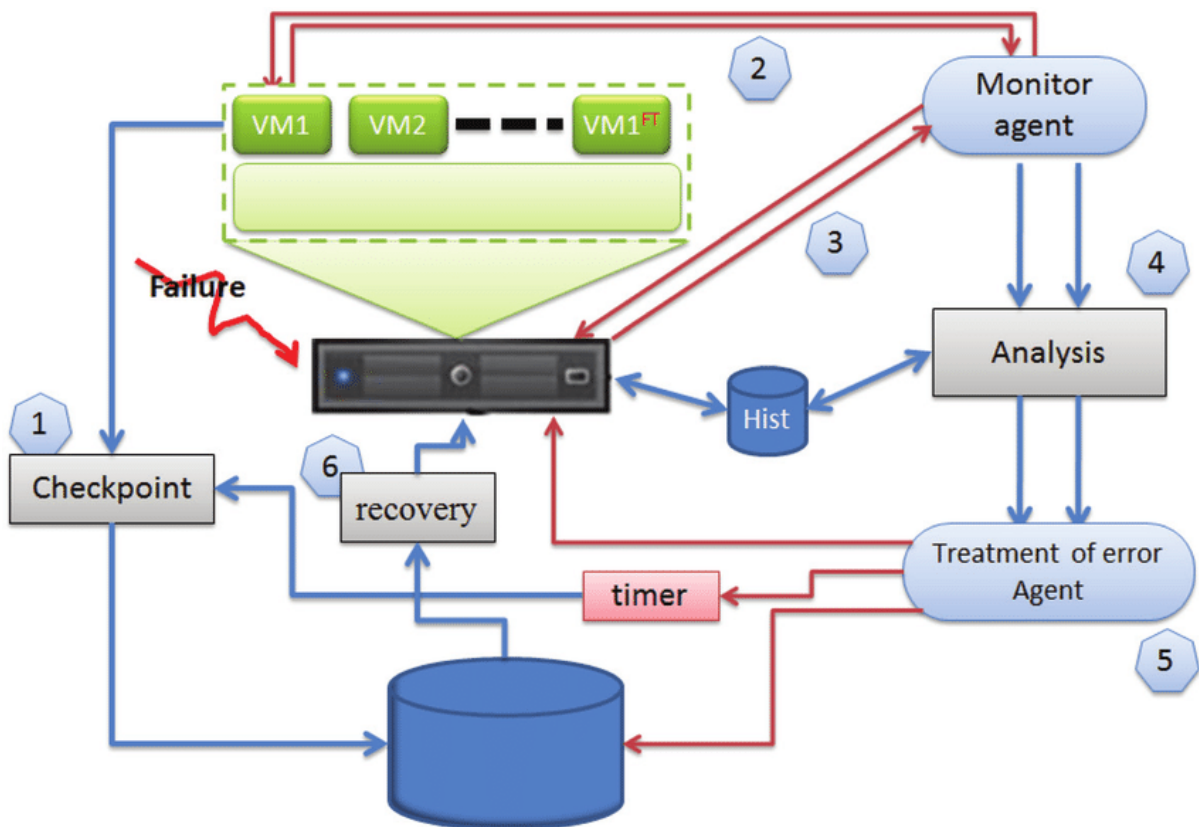 2
Monitor
agent
VM1
VM2
VM1FT
3
4
Failure
Analysis
Hist
1
6
Checkpoint
recovery
Treatment of error
Agent
timer
5